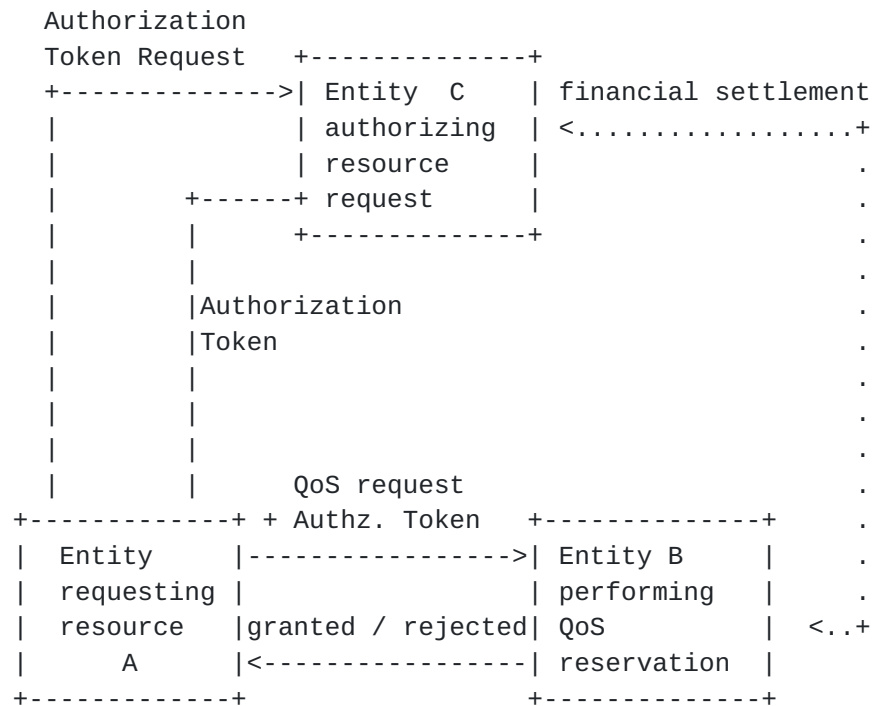 Authorization
Token Request
Entity C financial settlement
authorizing
resource
request
Authorization
Token
QoS request
+ Authz. Token
Entity Entity B
requesting performing
resource granted / rejected QoS
A reservation